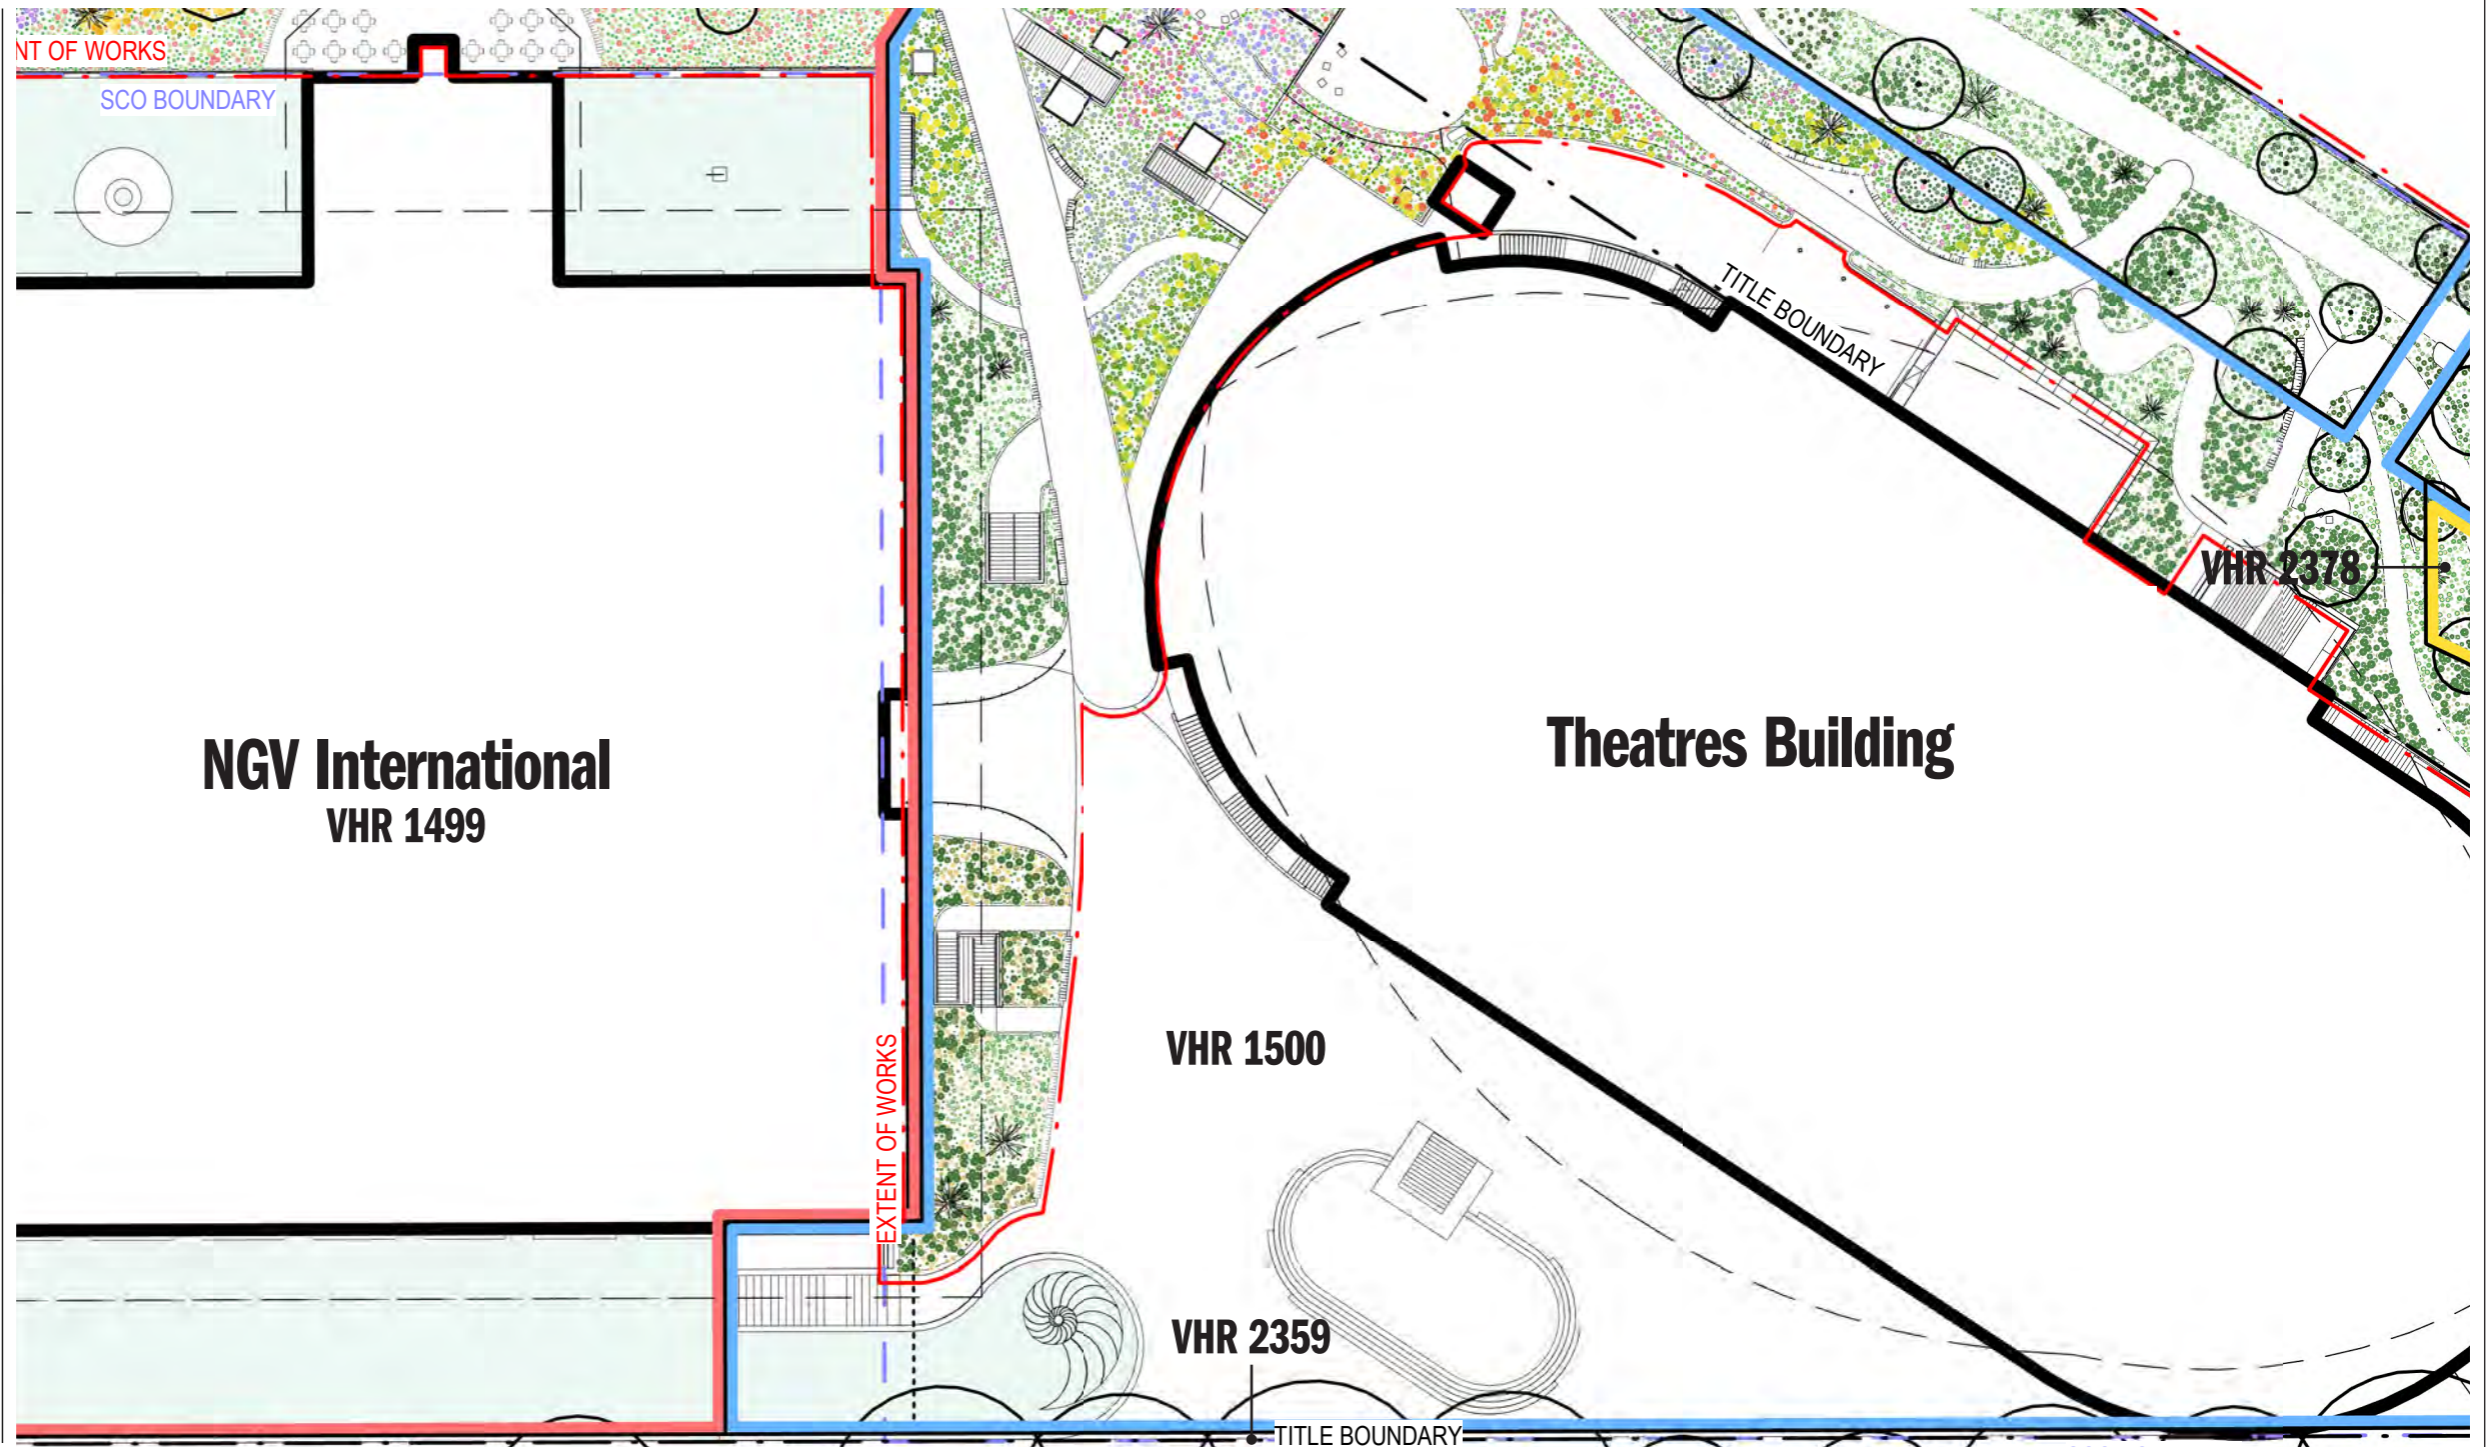 NT OF WORKS
SCO BOUNDARY
TITLE BOUNDARY
VHR 2378
NGV International
VHR 1499
Theatres Building
EXTENT OF WORKS
VHR 1500
VHR 2359
TITLE BOUNDARY